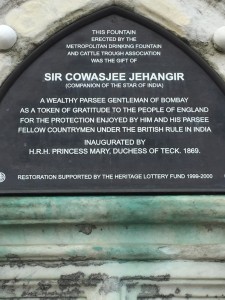 THIS FOUNTAIN
ERECTED BY THE
METROPOLITAN DRINKING FOUNTAIN
AND CATTLE TROUGH ASSOCIATION
WAS THE GIFT OF
SIR COWASJEE JEHANGIR
(COMPANION OF THE STAR OF INDIA)
A WEALTHY PARSEE GENTLEMAN OF BOMBAY
AS A TOKEN OF GRATITUDE TO THE PEOPLE OF ENGLAND
FOR THE PROTECTION ENJOYED BY HIM AND HIS PARSEE
FELLOW COUNTRYMEN UNDER THE BRITISH RULE IN INDIA
INAUGURATED BY
H.R.H. PRINCESS MARY, DUCHESS OF TECK. 1869.
RESTORATION SUPPORTED BY THE HERITAGE LOTTERY FUND 1999-2000